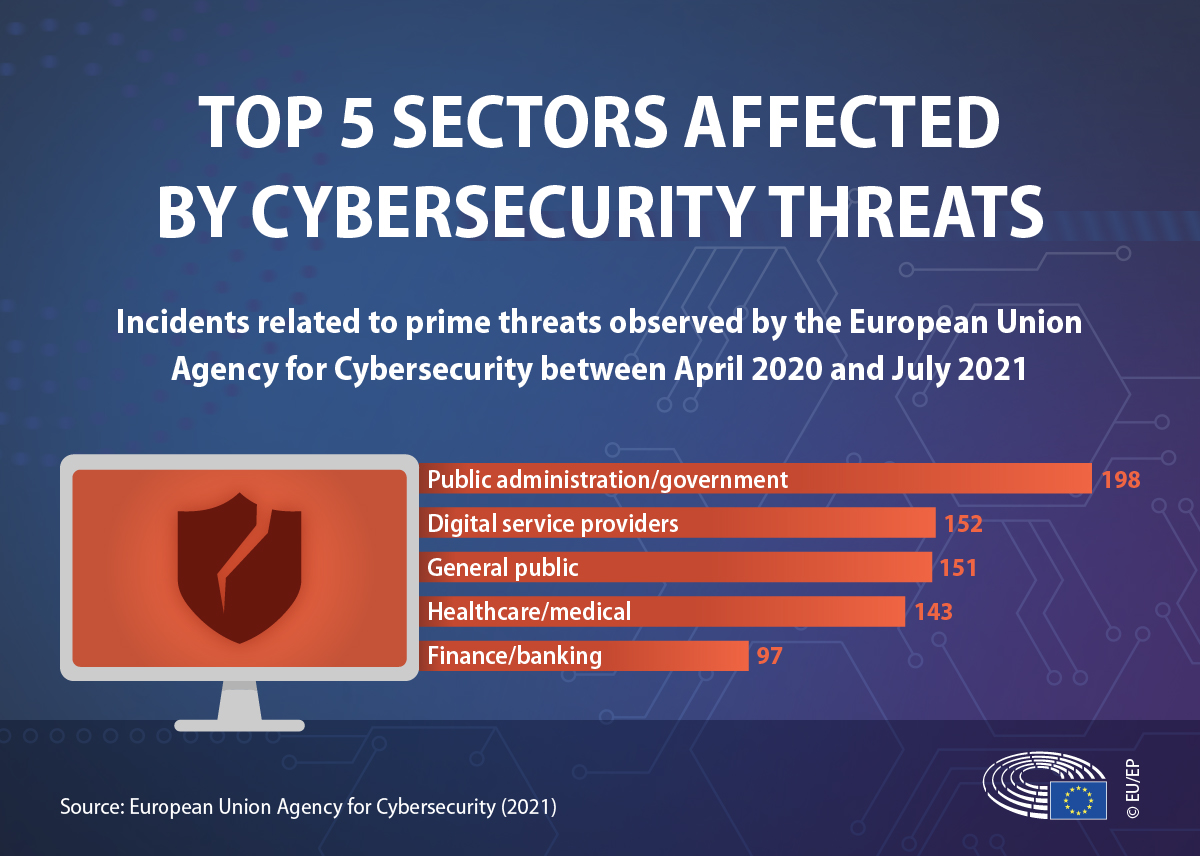 TOP 5 SECTORS AFFECTED
BY CYBERSECURITY THREATS
Incidents related to prime threats observed by the European Union
Agency for Cybersecurity between April 2020 and July 2021
Public administration/government 198
Digital service providers 152
General public 151
Healthcare/medical 143
Finance/banking 97
Source: European Union Agency for Cybersecurity (2021)
© EU/EP